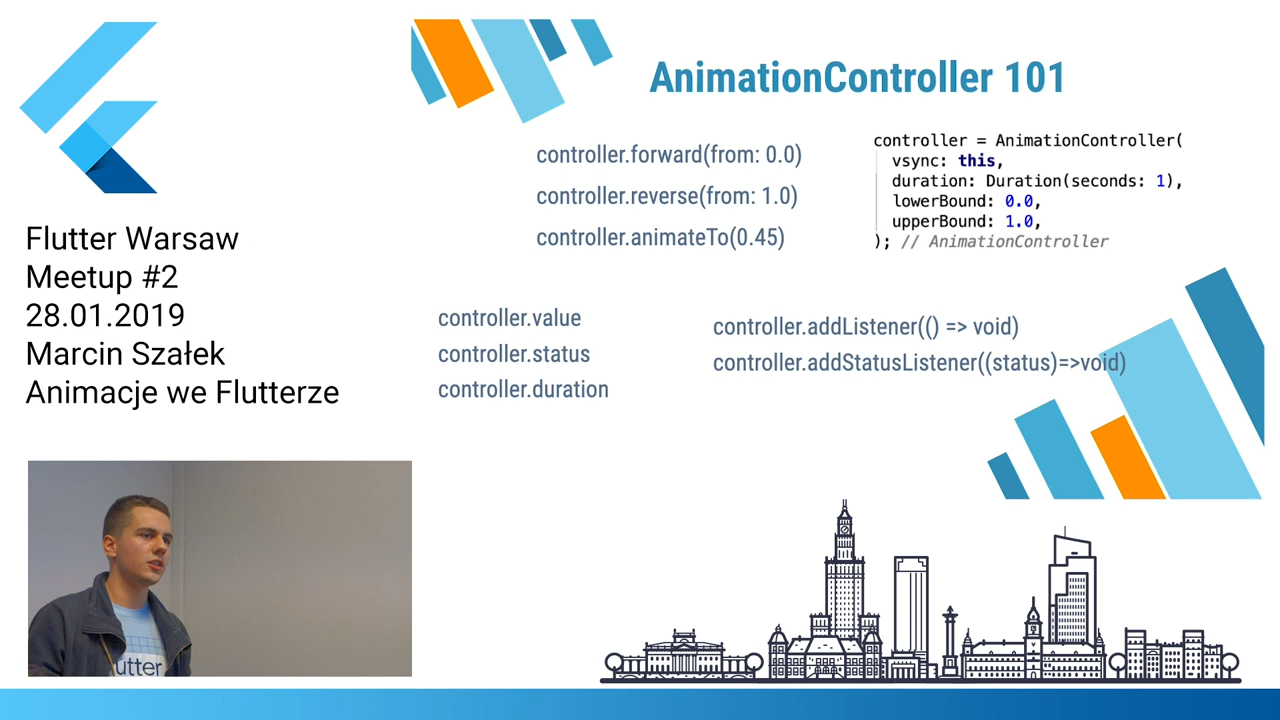 AnimationController 101
controller.forward(from: 0.0)
controller.reverse(from: 1.0)
controller.animateTo(0.45)
controller = AnimationController(
vsync: this,
duration: Duration(seconds: 1),
lowerBound: 0.0,
upperBound: 1.0,
); // AnimationController
controller.value
controller.status
controller.duration
controller.addListener(() => void)
controller.addStatusListener((status)=>void)
Flutter Warsaw
Meetup #2
28.01.2019
Marcin Szałek
Animacje we Flutterze
utter